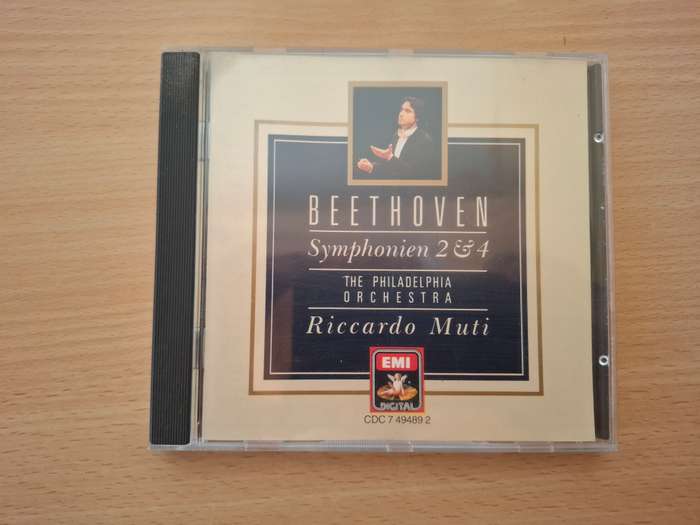 BEETHOVEN
Symphonien 2 & 4
THE PHILADELPHIA
ORCHESTRA
Riccardo Muti
EMI
DIGITAL
CDC 7 49489 2